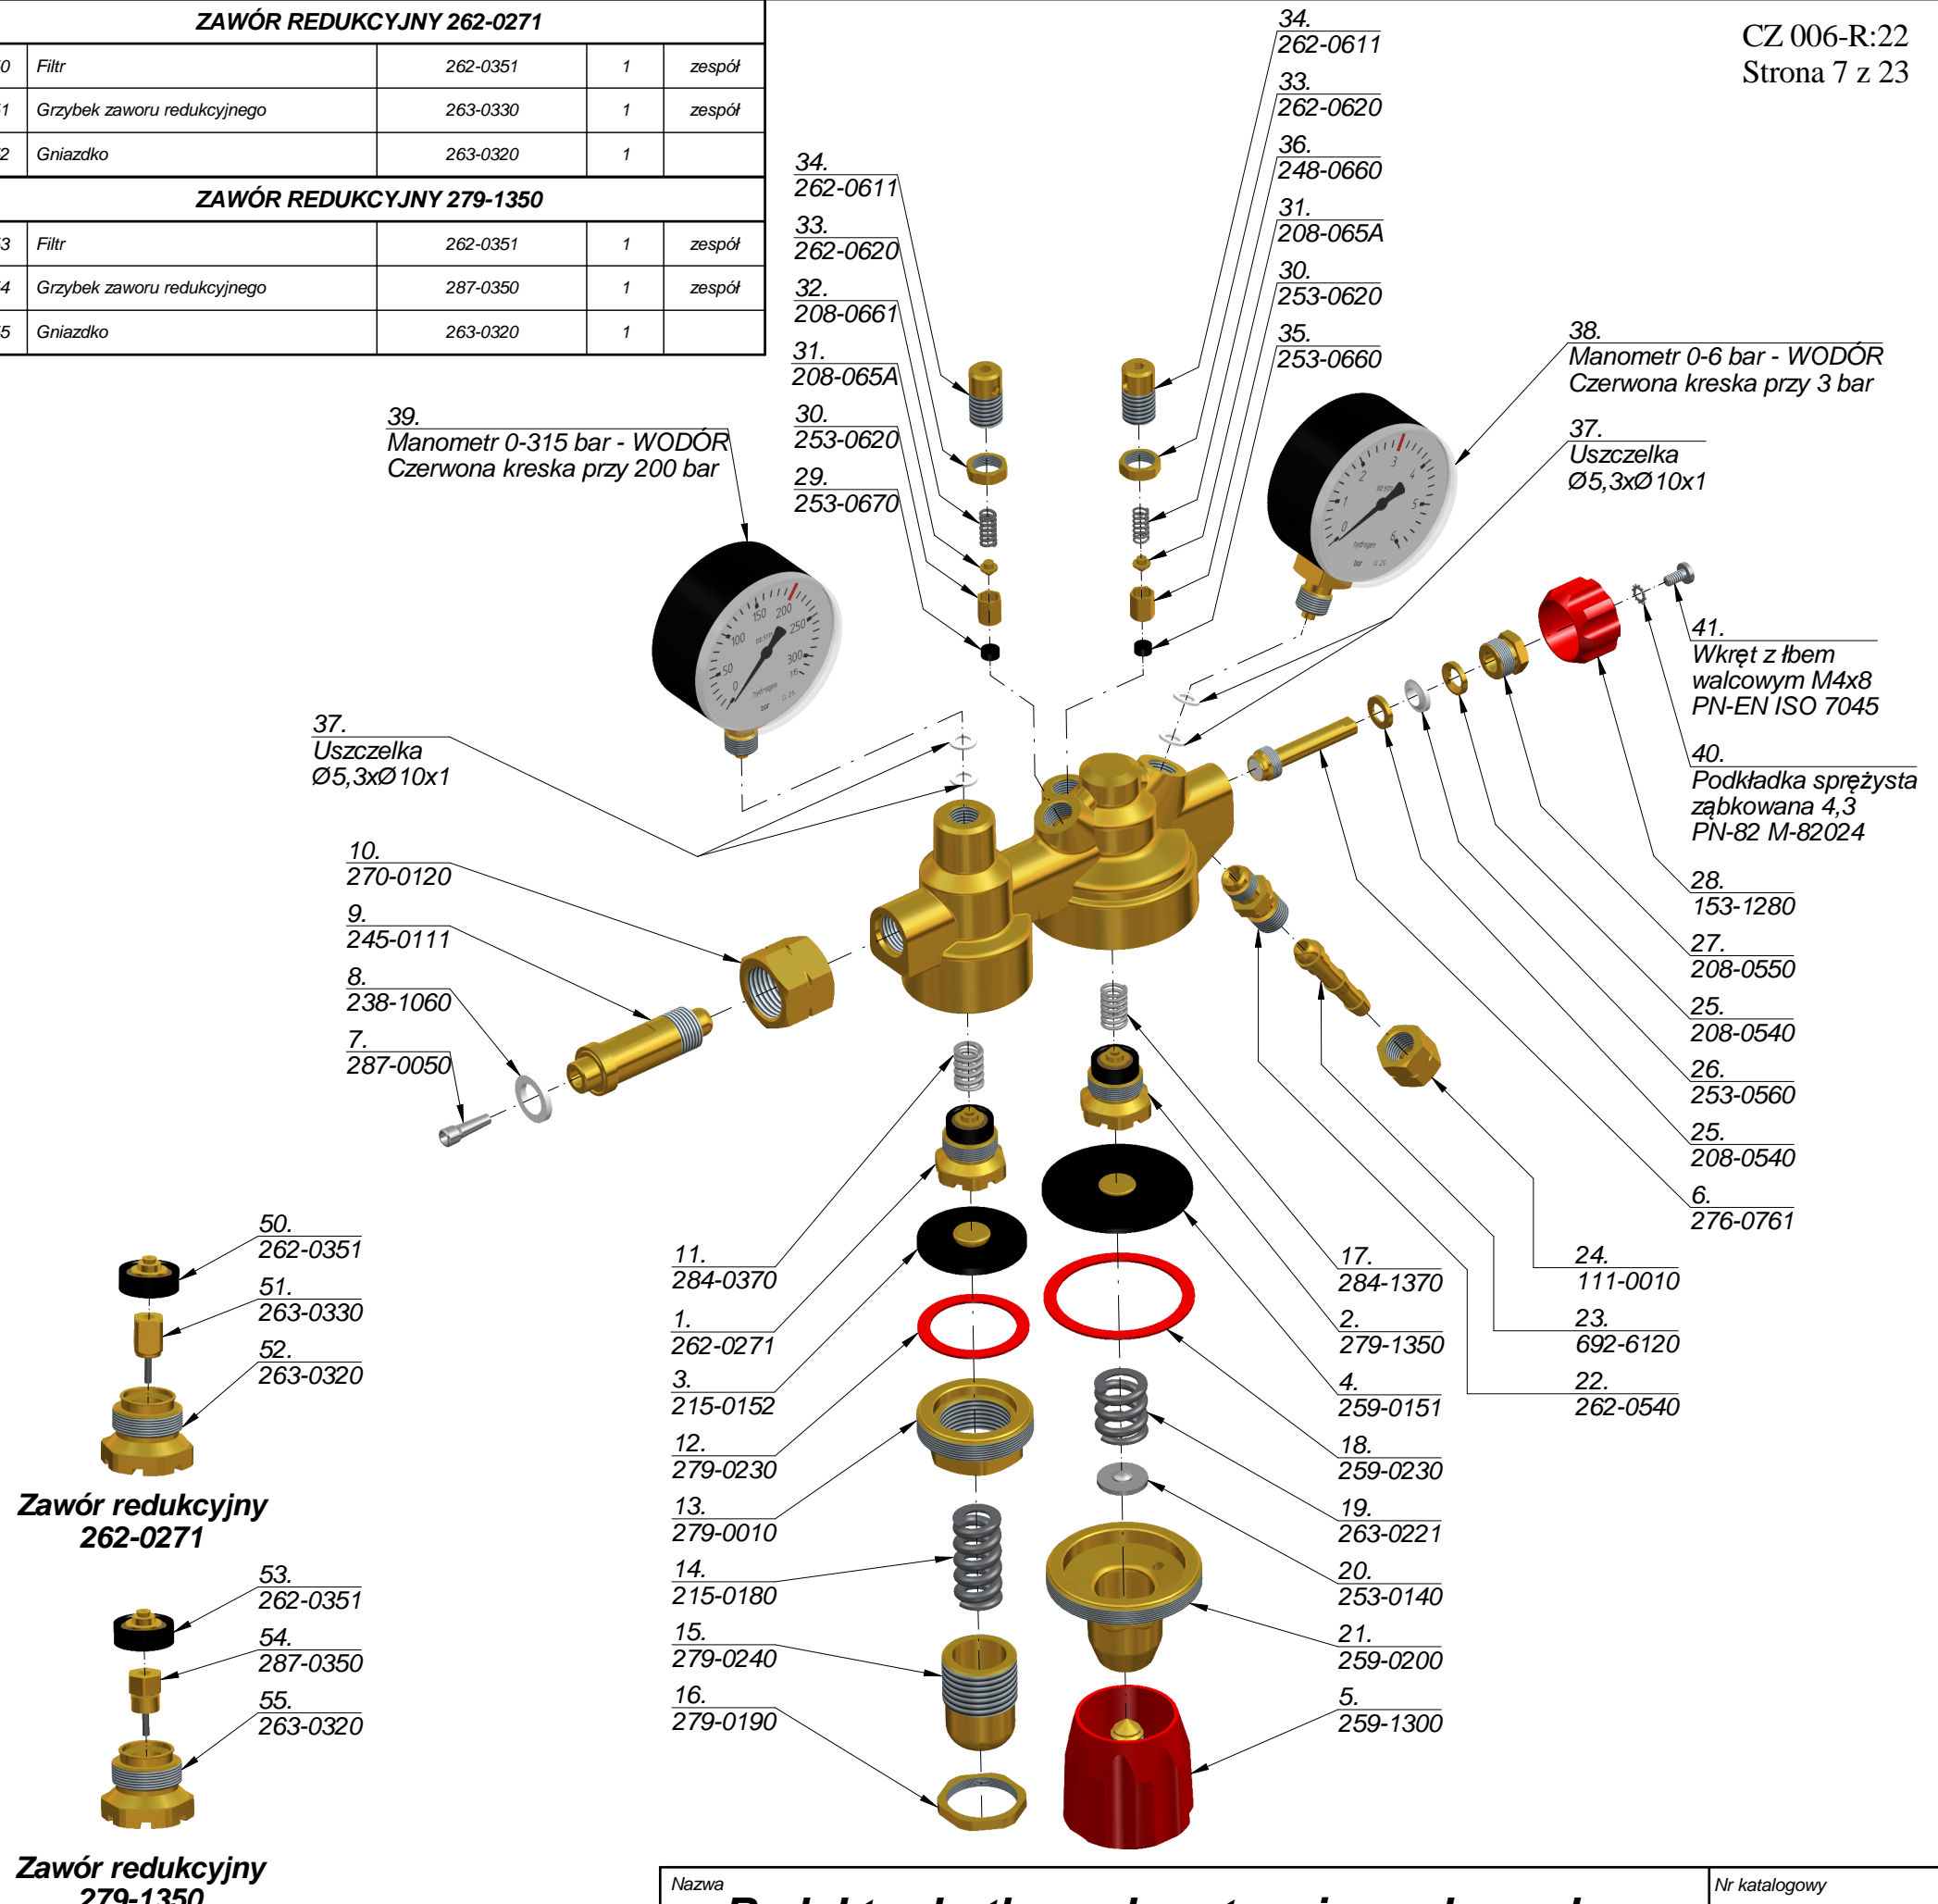 ZAWÓR REDUKCYJNY 262-0271
Filtr 262-0351 1 zespół
Grzybek zaworu redukcyjnego 263-0330 1 zespół
Gniazdko 263-0320 1
ZAWÓR REDUKCYJNY 279-1350
Filtr 262-0351 1 zespół
Grzybek zaworu redukcyjnego 287-0350 1 zespół
Gniazdko 263-0320 1
CZ 006-R:22
Strona 7 z 23
34.
262-0611
33.
262-0620
36.
248-0660
31.
208-065A
30.
253-0620
35.
253-0660
34.
262-0611
33.
262-0620
32.
208-0661
31.
208-065A
30.
253-0620
29.
253-0670
38.
Manometr 0-6 bar - WODÓR
Czerwona kreska przy 3 bar
37.
Uszczelka
Ø5,3xØ10x1
39.
Manometr 0-315 bar - WODÓR
Czerwona kreska przy 200 bar
0 1 2 3 4 5 6
hydrogen
bar
0 50 100 150 200 250 300 315
hydrogen
bar
41.
Wkręt z łbem
walcowym M4x8
PN-EN ISO 7045
40.
Podkładka sprężysta
ząbkowana 4,3
PN-82 M-82024
37.
Uszczelka
Ø5,3xØ10x1
10.
270-0120
9.
245-0111
8.
238-1060
7.
287-0050
28.
153-1280
27.
208-0550
25.
208-0540
26.
253-0560
25.
208-0540
6.
276-0761
24.
111-0010
23.
692-6120
22.
262-0540
11.
284-0370
1.
262-0271
3.
215-0152
12.
279-0230
13.
279-0010
14.
215-0180
15.
279-0240
16.
279-0190
17.
284-1370
2.
279-1350
4.
259-0151
18.
259-0230
19.
263-0221
20.
253-0140
21.
259-0200
5.
259-1300
50.
262-0351
51.
263-0330
52.
263-0320
Zawór redukcyjny
262-0271
53.
262-0351
54.
287-0350
55.
263-0320
Zawór redukcyjny
279-1350
Nazwa
Nr katalogowy